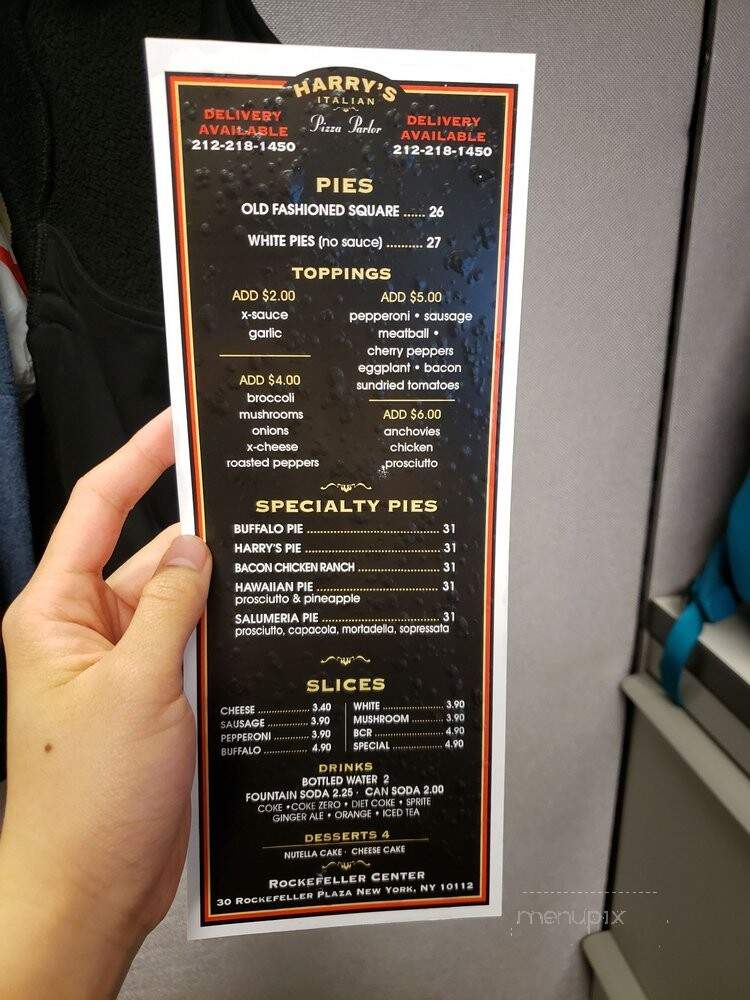 HARRY'S
ITALIAN
Pizza Parlor
DELIVERY
AVAILABLE
212-218-1450
DELIVERY
AVAILABLE
212-218-1450
PIES
OLD FASHIONED SQUARE ...... 26
WHITE PIES (no sauce) .......... 27
TOPPINGS
ADD $2.00
x-sauce
garlic
ADD $4.00
broccoli
mushrooms
onions
x-cheese
roasted peppers
ADD $5.00
pepperoni • sausage
meatball •
cherry peppers
eggplant • bacon
sundried tomatoes
ADD $6.00
anchovies
chicken
prosciutto
SPECIALTY PIES
BUFFALO PIE ........................................ 31
HARRY'S PIE ........................................ 31
BACON CHICKEN RANCH ........................ 31
HAWAIIAN PIE ..................................... 31
prosciutto & pineapple
SALUMERIA PIE .................................... 31
prosciutto, capacola, mortadella, sopressata
SLICES
CHEESE .................... 3.40
SAUSAGE ............... 3.90
PEPPERONI ............ 3.90
BUFFALO ............... 4.90
WHITE .................... 3.90
MUSHROOM ............ 3.90
BCR ........................ 4.90
SPECIAL .................. 4.90
DRINKS
BOTTLED WATER 2
FOUNTAIN SODA 2.25 · CAN SODA 2.00
COKE • COKE ZERO • DIET COKE • SPRITE
GINGER ALE • ORANGE • ICED TEA
DESSERTS 4
NUTELLA CAKE · CHEESE CAKE
ROCKEFELLER CENTER
30 ROCKEFELLER PLAZA NEW YORK, NY 10112
menupix